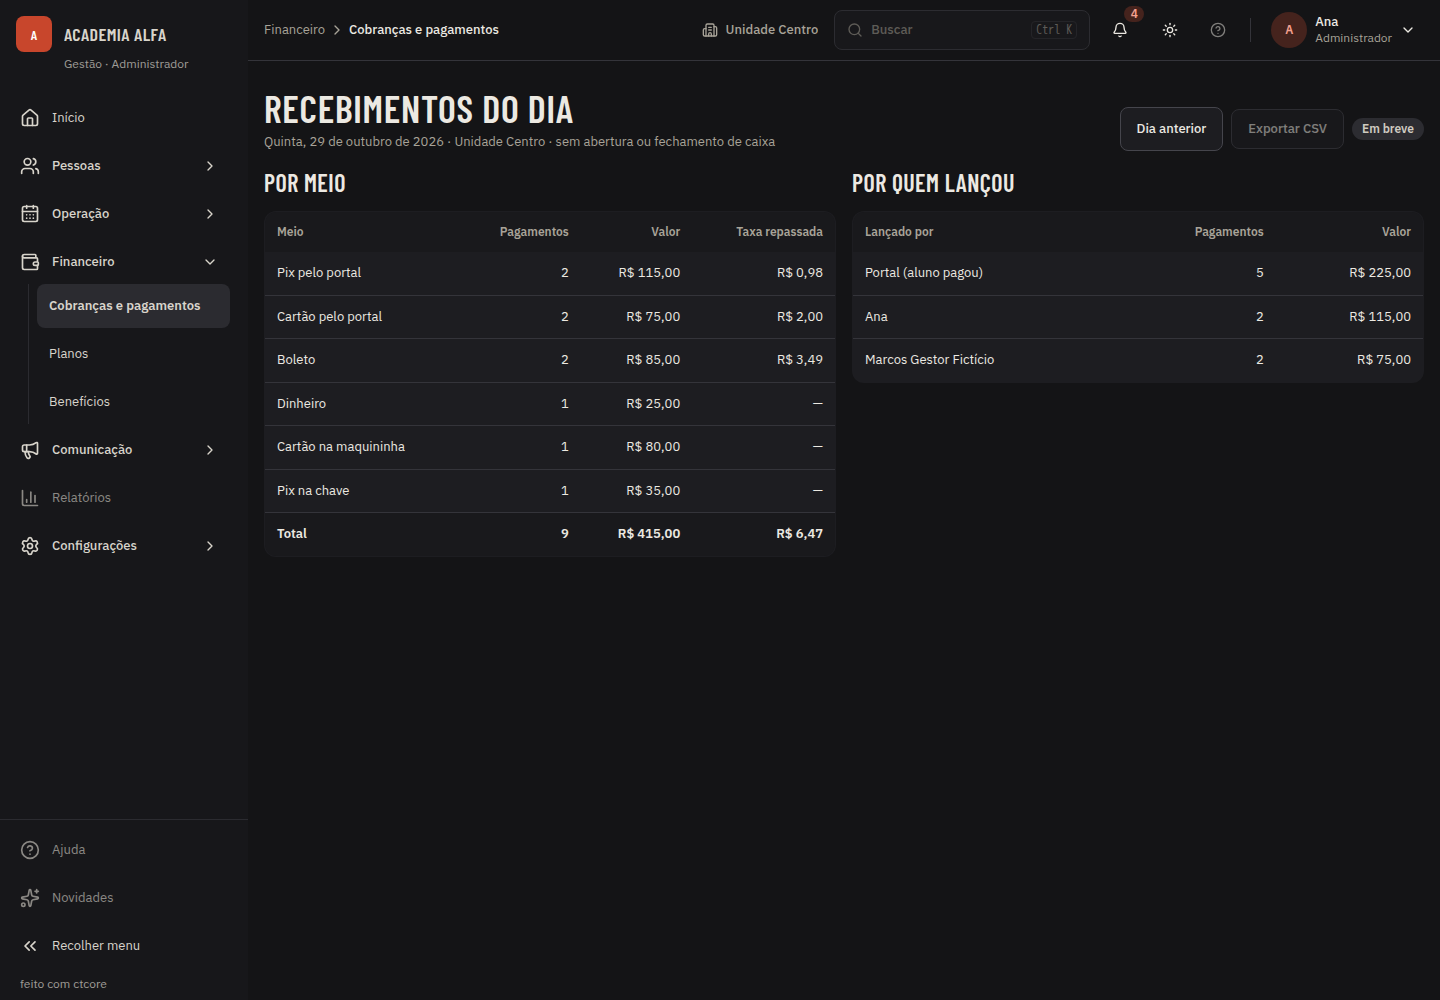 A
ACADEMIA ALFA
Gestão · Administrador
Início
Pessoas
Operação
Financeiro
Cobranças e pagamentos
Planos
Benefícios
Comunicação
Relatórios
Configurações
Ajuda
Novidades
Recolher menu
feito com ctcore
Financeiro > Cobranças e pagamentos
Unidade Centro
Buscar
Ctrl K
4
A
Ana
Administrador
RECEBIMENTOS DO DIA
Quinta, 29 de outubro de 2026 · Unidade Centro · sem abertura ou fechamento de caixa
Dia anterior
Exportar CSV
Em breve
POR MEIO
Meio Pagamentos Valor Taxa repassada
Pix pelo portal 2 R$ 115,00 R$ 0,98
Cartão pelo portal 2 R$ 75,00 R$ 2,00
Boleto 2 R$ 85,00 R$ 3,49
Dinheiro 1 R$ 25,00 —
Cartão na maquininha 1 R$ 80,00 —
Pix na chave 1 R$ 35,00 —
Total 9 R$ 415,00 R$ 6,47
POR QUEM LANÇOU
Lançado por Pagamentos Valor
Portal (aluno pagou) 5 R$ 225,00
Ana 2 R$ 115,00
Marcos Gestor Fictício 2 R$ 75,00